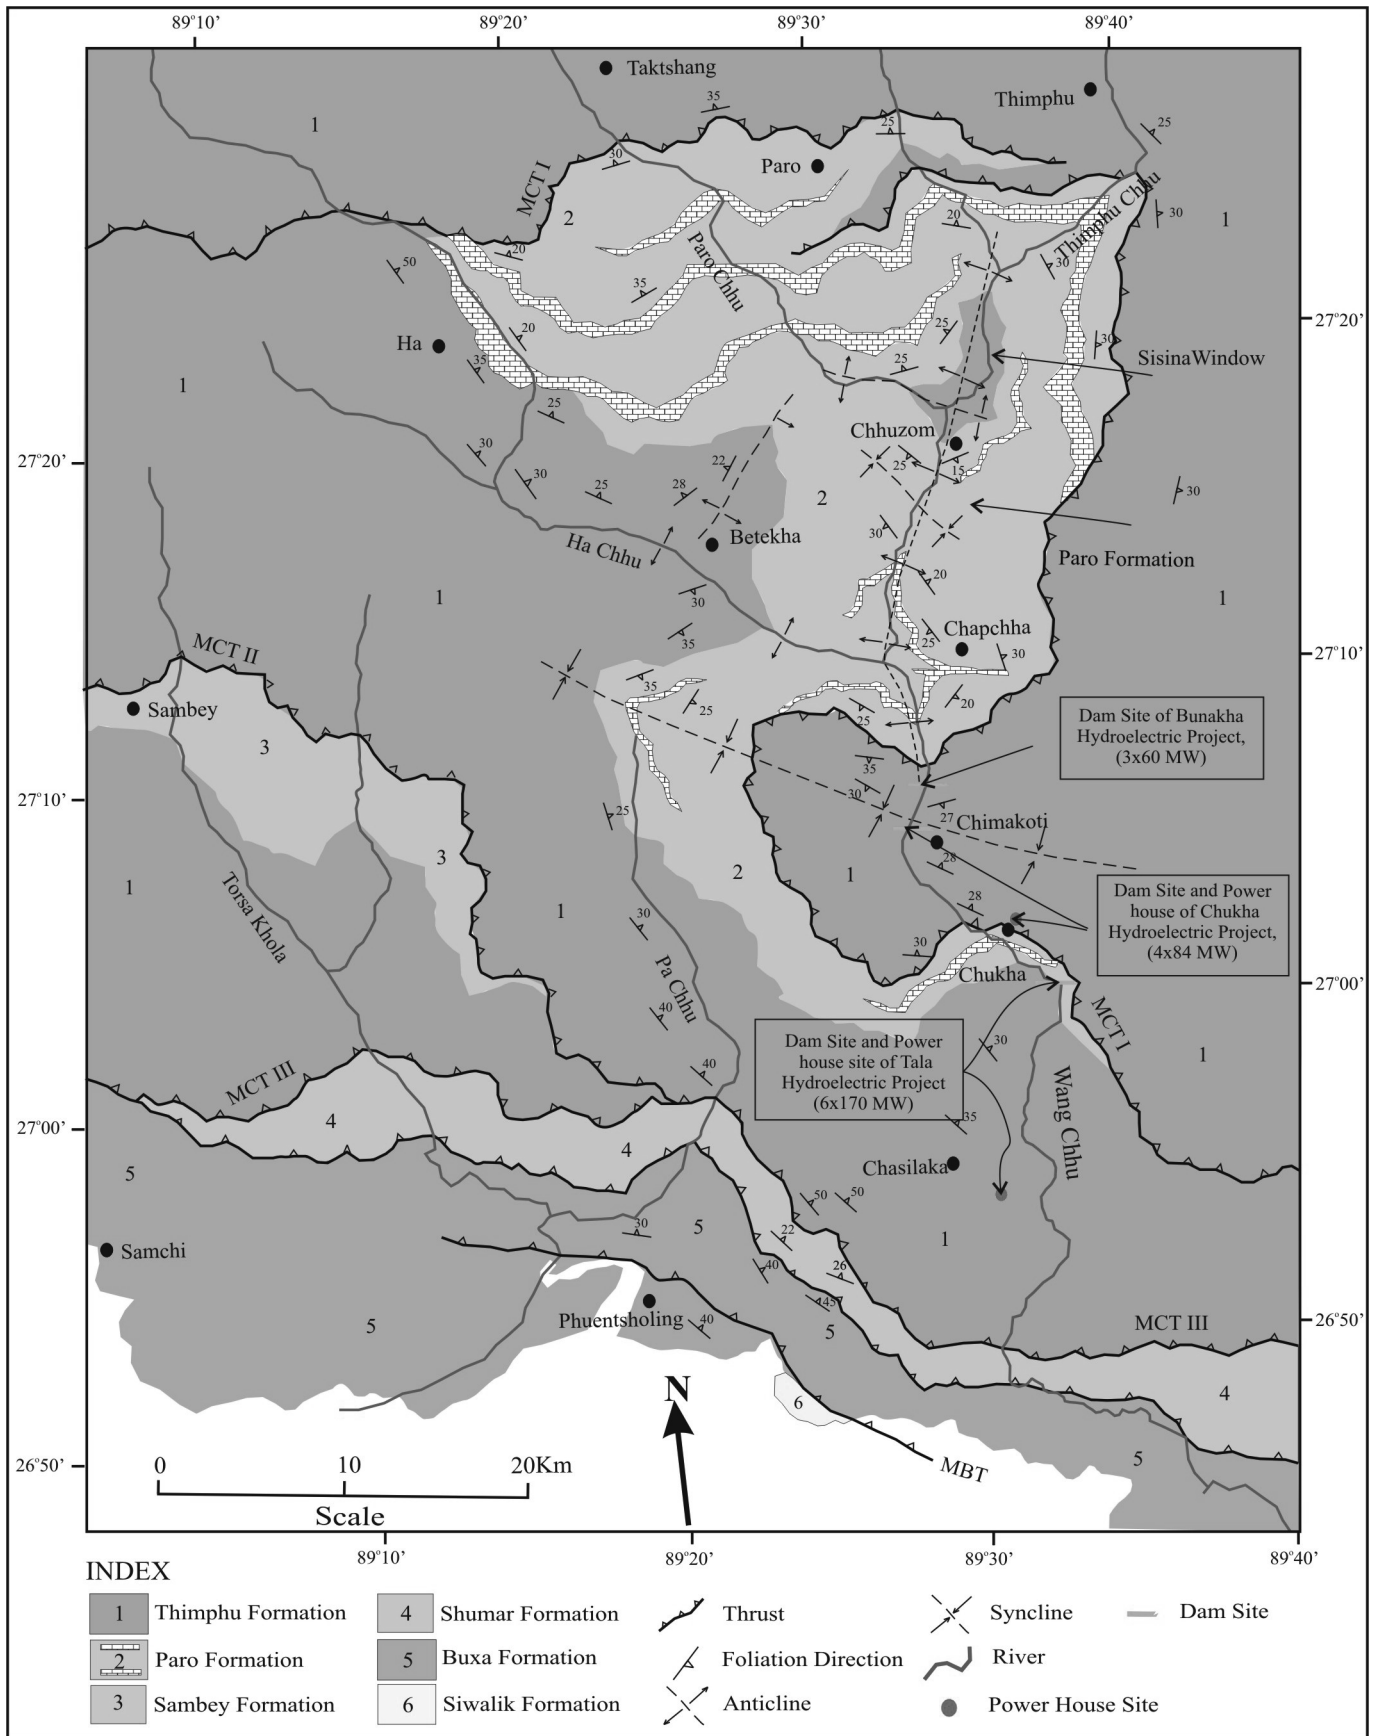 89°10’
89°20’
89°30’
89°40’
Taktshang
Thimphu
35
25
25
1
MCT I
30
Paro
2
Thimphu Chhu
30
1
20
20
50
Paro Chhu
30
35
27°20’
Ha
20
25
30
SisinaWindow
35
25
1
25
Chhuzom
27°20’
30
22
25
15
30
25
28
2
30
30
Betekha
Ha Chhu
Paro Formation
20
1
30
1
35
25
Chapchha
MCT II
30
27°10’
35
25
20
25
Sambey
3
Dam Site of Bunakha
Hydroelectric Project,
(3x60 MW)
35
30
27°10’
25
27
Chimakoti
3
28
2
1
1
Torsa Khola
1
30
28
Dam Site and Power
house of Chukha
Hydroelectric Project,
(4x84 MW)
30
Pa Chhu
Chukha
27°00’
40
MCT I
Dam Site and Power
house site of Tala
Hydroelectric Project
(6x170 MW)
30
1
40
MCT III
Wang Chhu
35
27°00’
4
4
5
Chasilaka
50
50
30
5
22
1
Samchi
40
26
45
Phuentsholing
40
5
5
MCT III
26°50’
N
6
4
5
26°50’
0
10
20Km
MBT
Scale
89°10’
89°20’
89°30’
89°40’
INDEX
1
Thimphu Formation
4
Shumar Formation
Thrust
Syncline
Dam Site
2
Paro Formation
5
Buxa Formation
Foliation Direction
River
3
Sambey Formation
6
Siwalik Formation
Anticline
Power House Site